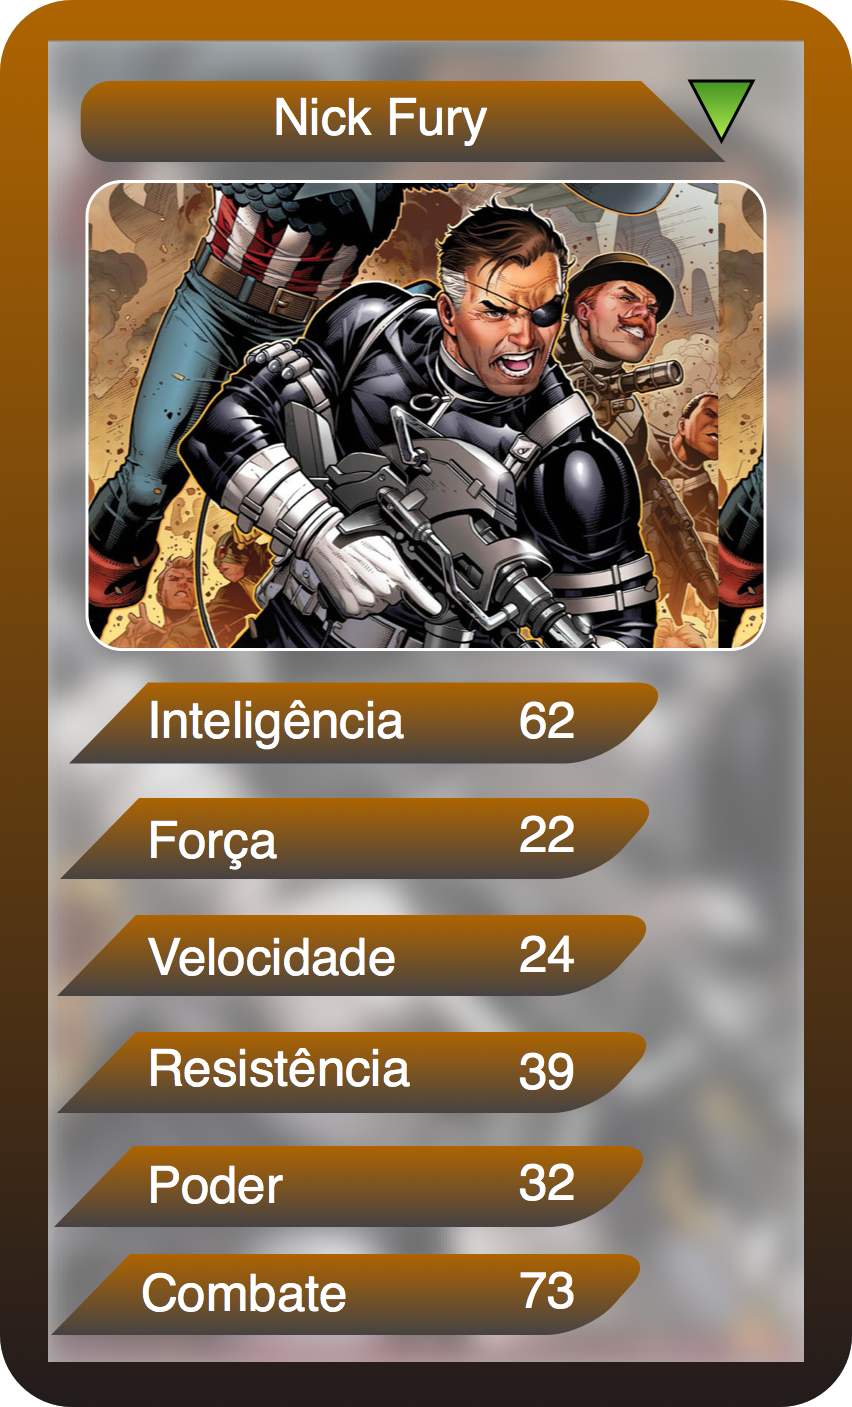 Nick Fury
Inteligência 62
Força 22
Velocidade 24
Resistência 39
Poder 32
Combate 73